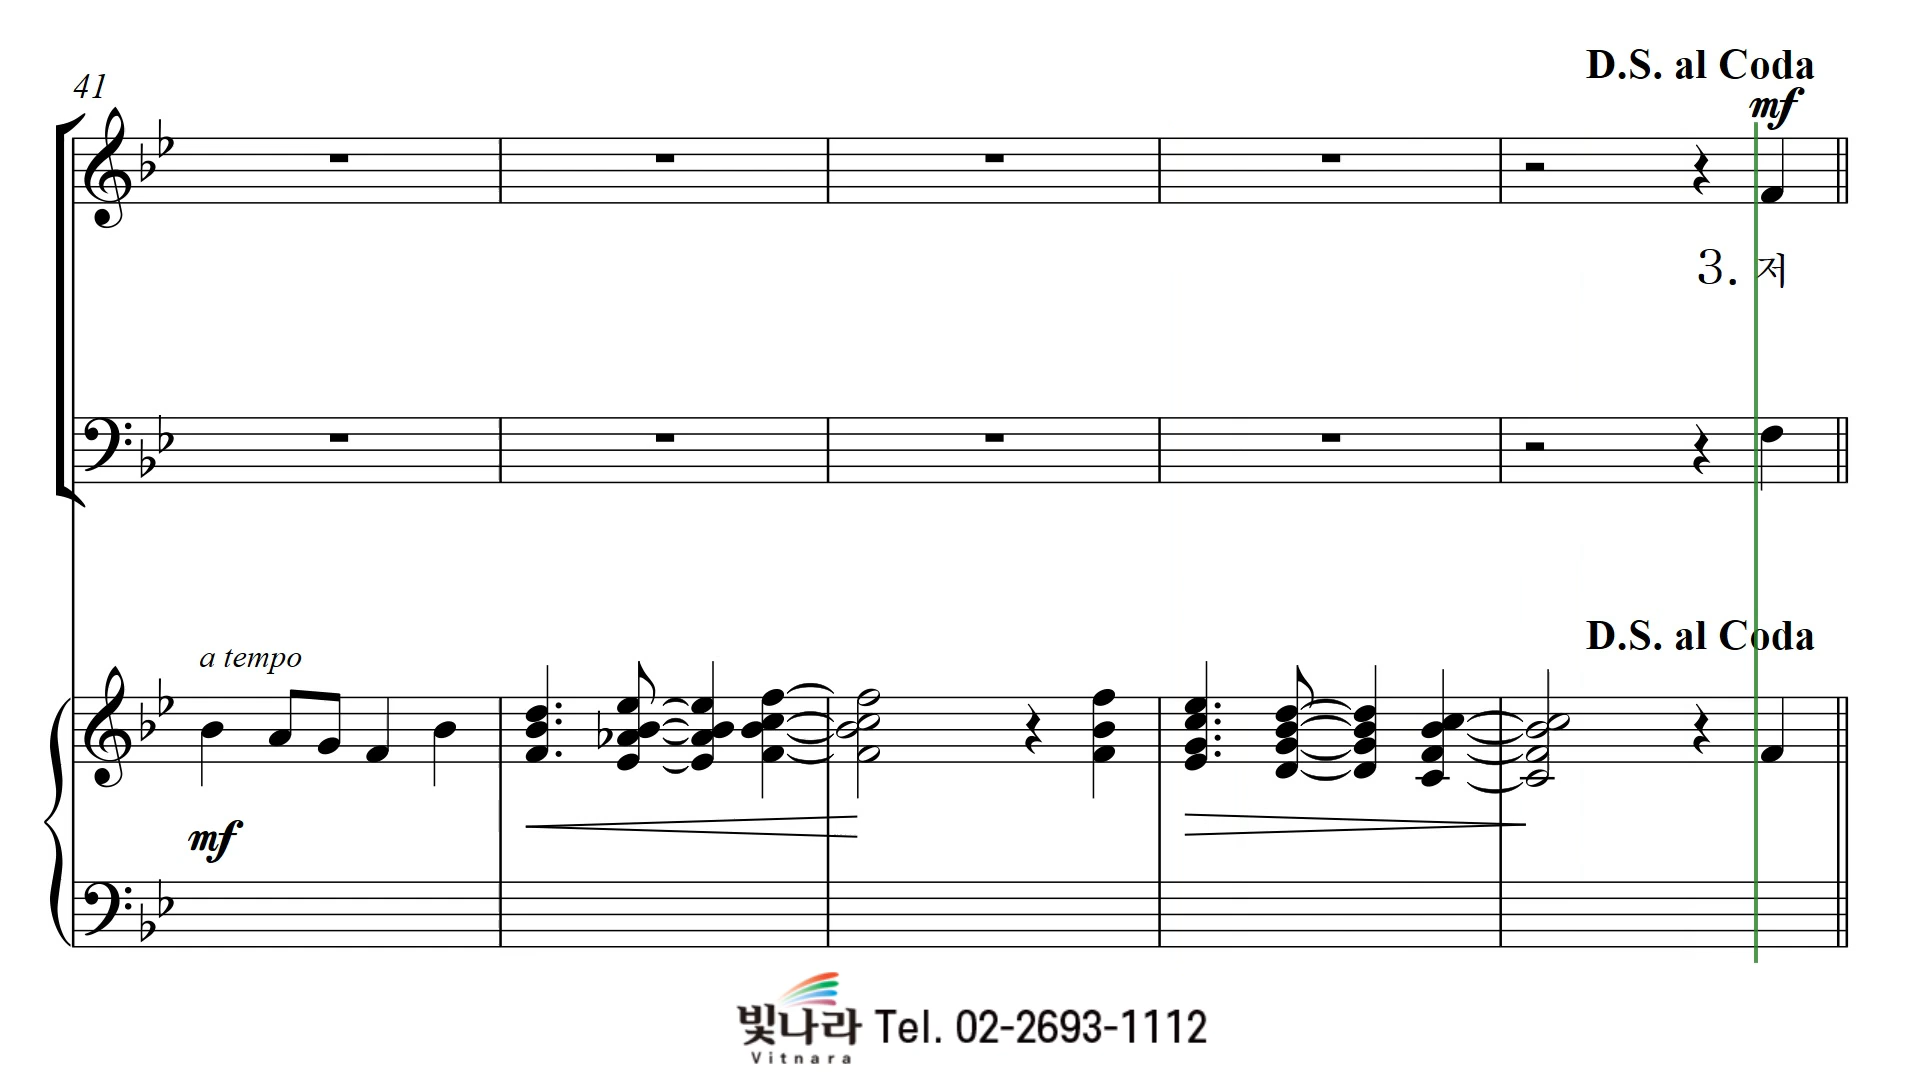 D.S. al Coda
41
mf
3. 저
D.S. al Coda
a tempo
mf
빛나라 Tel. 02-2693-1112
Vitnara